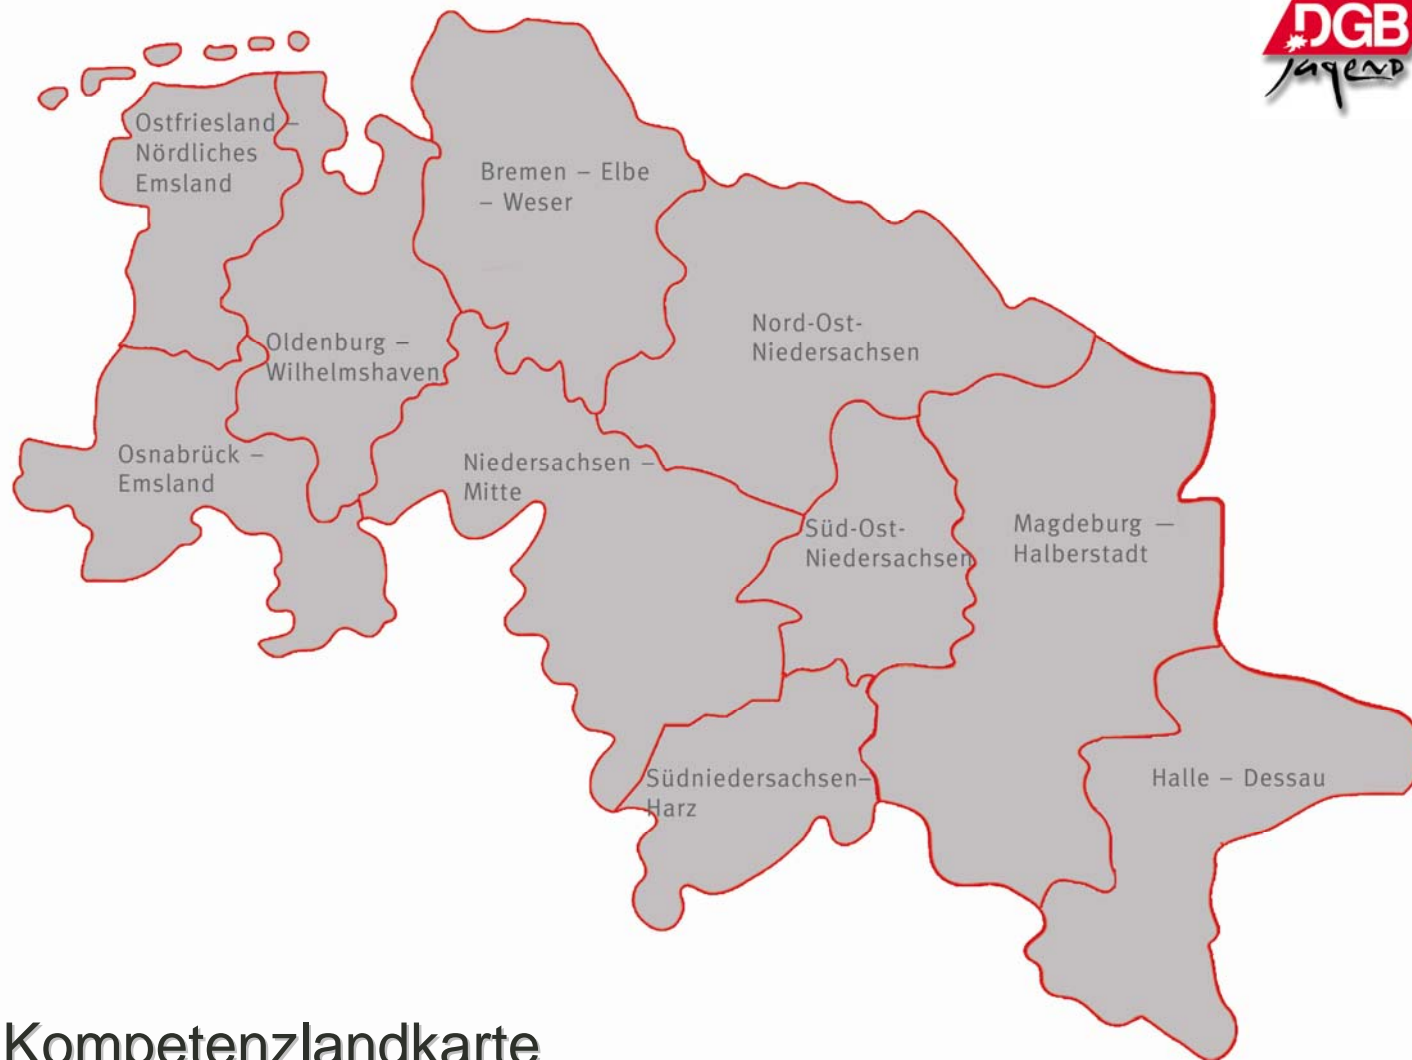 DGB
Jugend
Ostfriesland –
Nördliches
Emsland
Bremen – Elbe
– Weser
Oldenburg –
Wilhelmshaven
Nord-Ost-
Niedersachsen
Osnabrück –
Emsland
Niedersachsen –
Mitte
Süd-Ost-
Niedersachsen
Magdeburg –
Halberstadt
Südniedersachsen–
Harz
Halle – Dessau
Kompetenzlandkarte